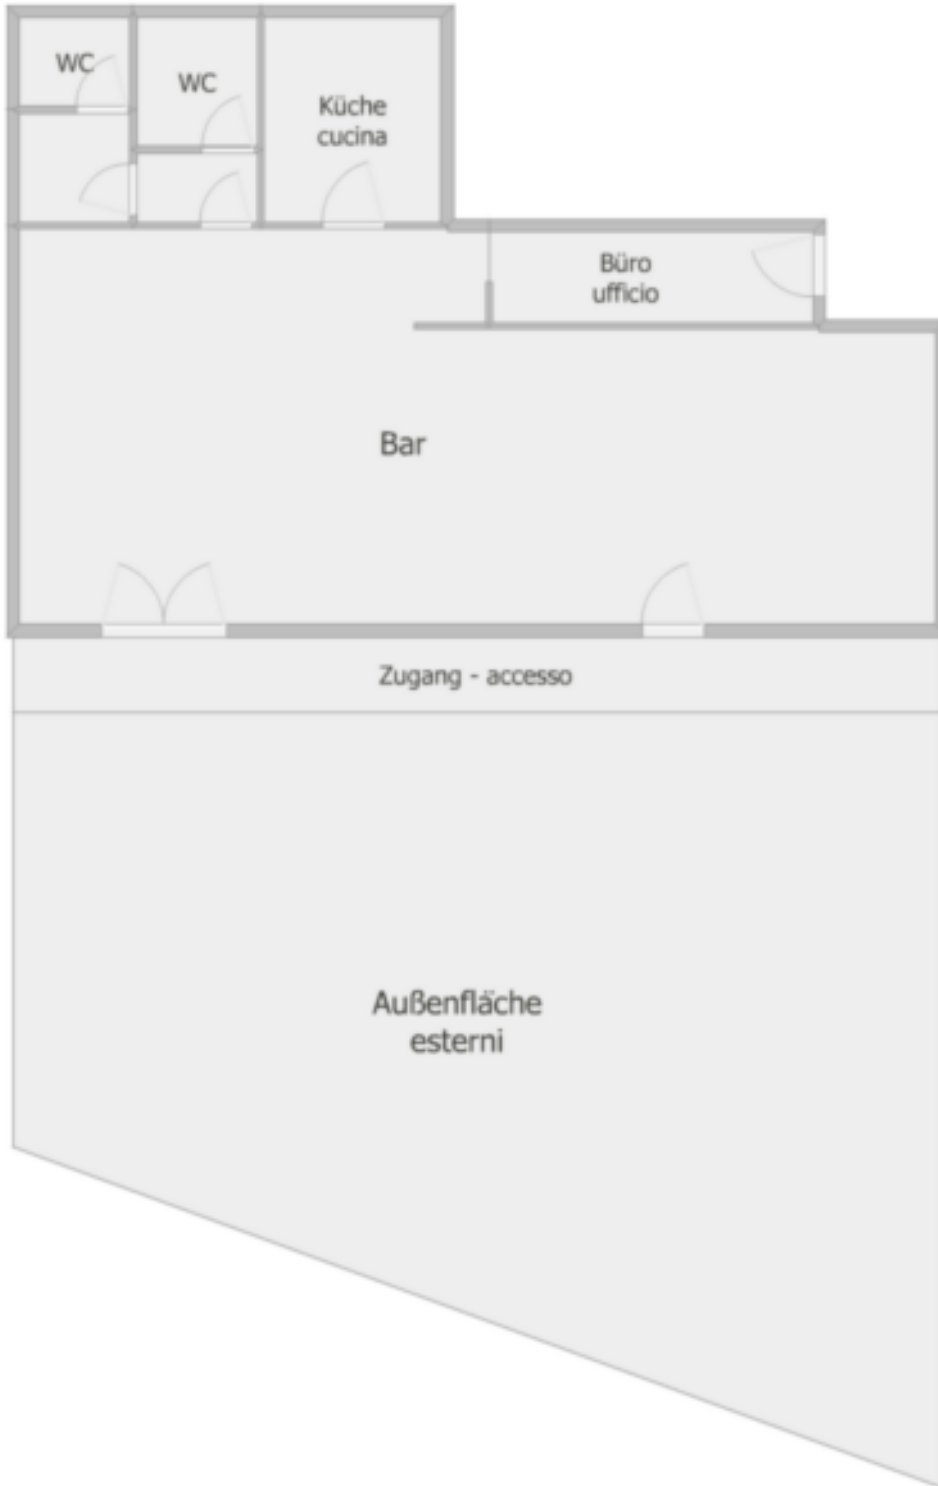 WC
WC
Küche
cucina
Büro
ufficio
Bar
Zugang - accesso
Außenfläche
esterni